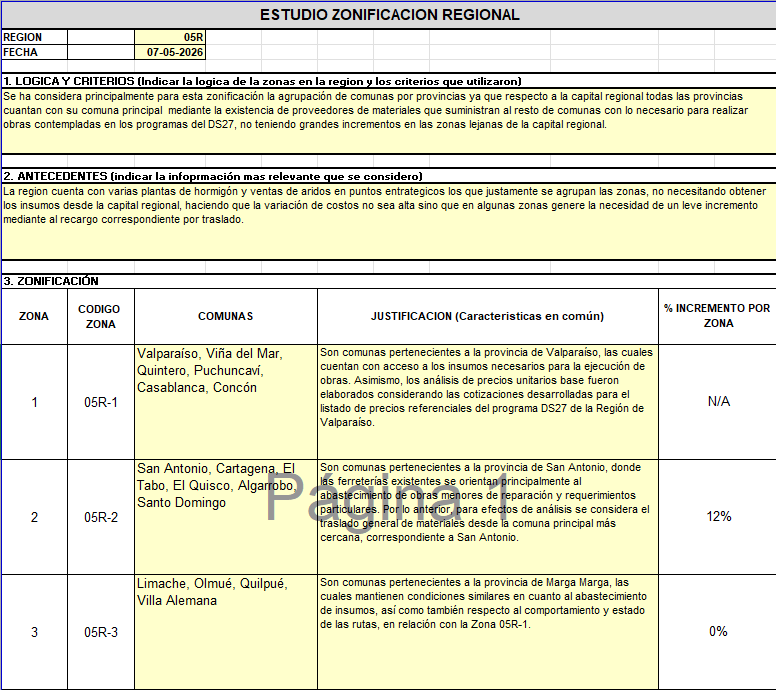 ESTUDIO ZONIFICACION REGIONAL
REGION 05R
FECHA 07-05-2026
1. LOGICA Y CRITERIOS (Indicar la logica de la zonas en la region y los criterios que utilizaron)
Se ha considera principalmente para esta zonificación la agrupación de comunas por provincias ya que respecto a la capital regional todas las provincias
cuantan con su comuna principal mediante la existencia de proveedores de materiales que suministran al resto de comunas con lo necesario para realizar
obras contempladas en los programas del DS27, no teniendo grandes incrementos en las zonas lejanas de la capital regional.
2. ANTECEDENTES (indicar la infoprmación mas relevante que se considero)
La region cuenta con varias plantas de hormigón y ventas de aridos en puntos entrategicos los que justamente se agrupan las zonas, no necesitando obtener
los insumos desde la capital regional, haciendo que la variación de costos no sea alta sino que en algunas zonas genere la necesidad de un leve incremento
mediante al recargo correspondiente por traslado.
3. ZONIFICACIÓN
ZONA
CODIGO
ZONA
COMUNAS
JUSTIFICACION (Caracteristicas en común)
% INCREMENTO POR
ZONA
1
05R-1
Valparaíso, Viña del Mar,
Quintero, Puchuncaví,
Casablanca, Concón
Son comunas pertenecientes a la provincia de Valparaíso, las cuales
cuentan con acceso a los insumos necesarios para la ejecución de
obras. Asimismo, los análisis de precios unitarios base fueron
elaborados considerando las cotizaciones desarrolladas para el
listado de precios referenciales del programa DS27 de la Región de
Valparaíso.
N/A
2
05R-2
San Antonio, Cartagena, El
Tabo, El Quisco, Algarrobo,
Santo Domingo
Son comunas pertenecientes a la provincia de San Antonio, donde
las ferreterías existentes se orientan principalmente al
abastecimiento de obras menores de reparación y requerimientos
particulares. Por lo anterior, para efectos de análisis se considera el
traslado general de materiales desde la comuna principal más
cercana, correspondiente a San Antonio.
12%
Página 1
3
05R-3
Limache, Olmué, Quilpué,
Villa Alemana
Son comunas pertenecientes a la provincia de Marga Marga, las
cuales mantienen condiciones similares en cuanto al abastecimiento
de insumos, así como también respecto al comportamiento y estado
de las rutas, en relación con la Zona 05R-1.
0%